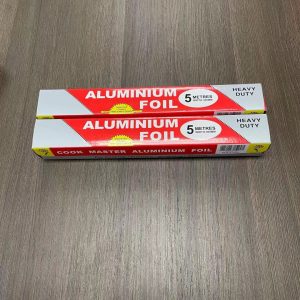 ALUMINIUM
FOIL
5 METRES
HEAVY
DUTY
ALUMINIUM
FOIL
5 METRES
HEAVY
DUTY
COOK MASTER ALUMINIUM FOIL